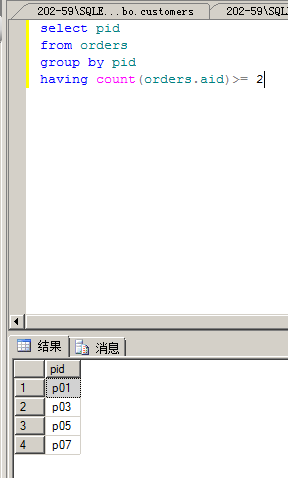 202-59\SQLE...bo.customers
202-59\SQLE
select pid
from orders
group by pid
having count(orders.aid)>= 2
结果
消息
pid
1 p01
2 p03
3 p05
4 p07